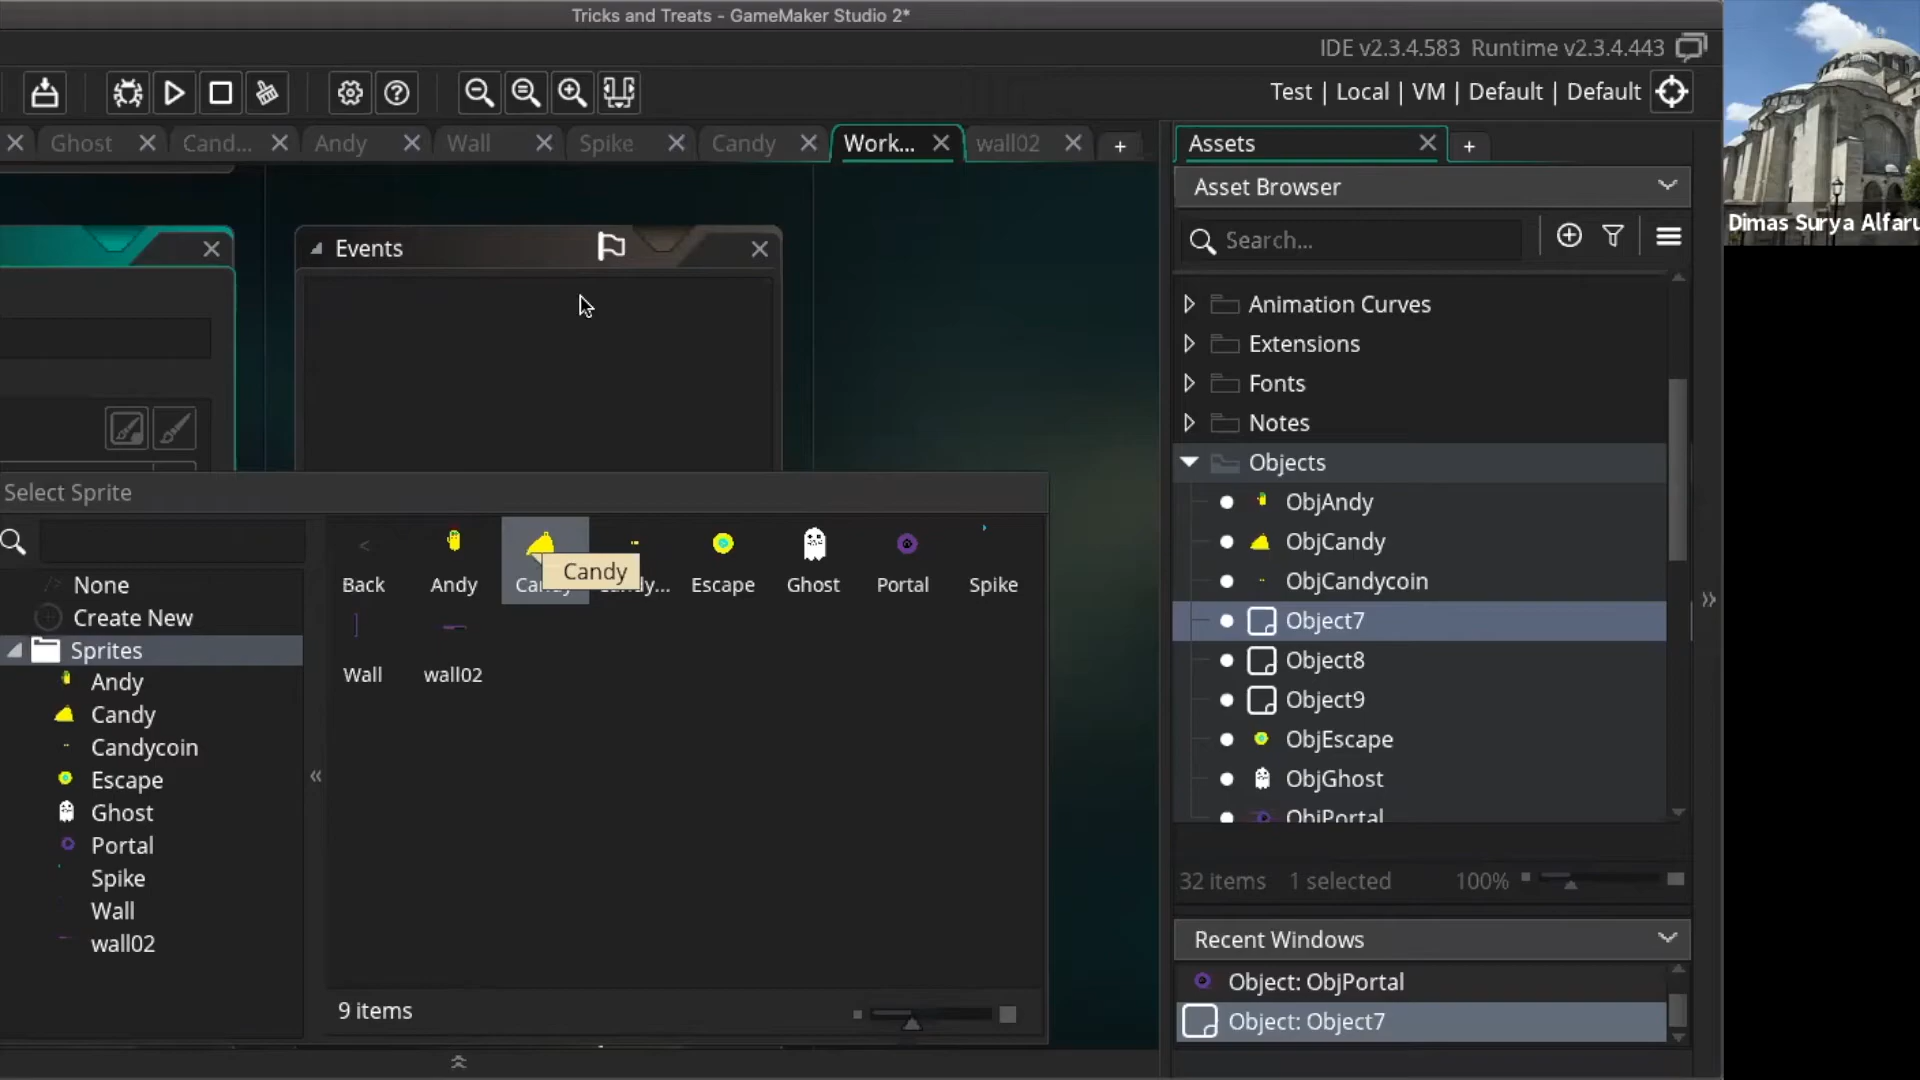 Tricks and Treats - GameMaker Studio 2*
IDE v2.3.4.583 Runtime v2.3.4.443
Test | Local | VM | Default | Default
Ghost
Cand...
Andy
Wall
Spike
Candy
Work...
wall02
Assets
Asset Browser
Search...
Dimas Surya Alfaru
Events
Animation Curves
Extensions
Fonts
Notes
Objects
ObjAndy
ObjCandy
ObjCandycoin
Object7
Object8
Object9
ObjEscape
ObjGhost
ObjPortal
32 items 1 selected 100%
Recent Windows
Object: ObjPortal
Object: Object7
Select Sprite
None
Create New
Sprites
Andy
Candy
Candycoin
Escape
Ghost
Portal
Spike
Wall
wall02
Back
Andy
Candy
Candy
Escape
Ghost
Portal
Spike
Wall
wall02
9 items